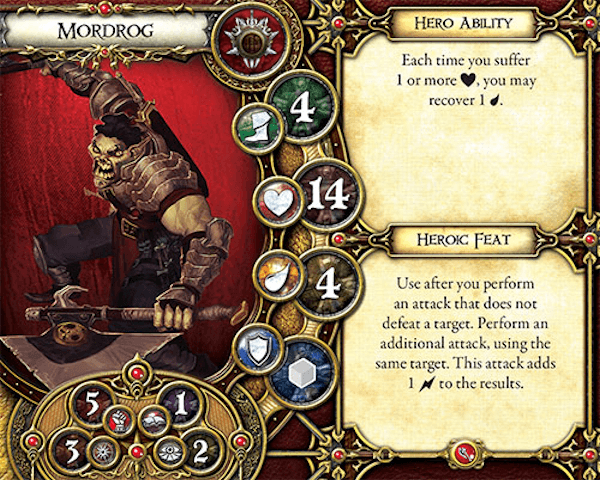 MORDROG
4
14
4
5
1
3
2
HERO ABILITY
Each time you suffer
1 or more ♥, you may
recover 1 .
HEROIC FEAT
Use after you perform
an attack that does not
defeat a target. Perform an
additional attack, using the
same target. This attack adds
1 to the results.